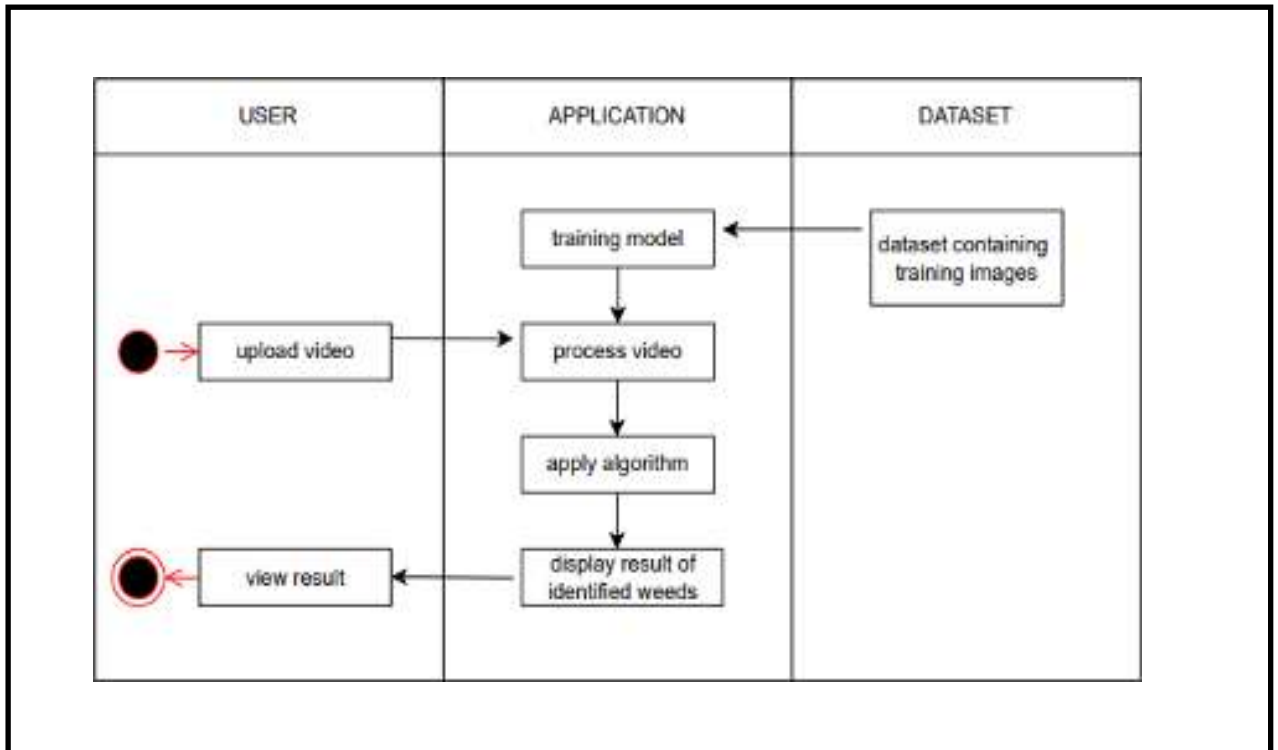 USER
APPLICATION
DATASET
training model
dataset containing
training images
upload video
process video
apply algorithm
view result
display result of
identified weeds